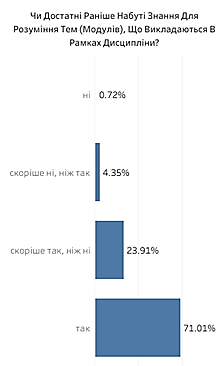 Чи Достатні Раніше Набуті Знання Для
Розуміння Тем (Модулів), Що Викладаються В
Рамках Дисципліни?
ні 0.72%
скоріше ні, ніж так 4.35%
скоріше так, ніж ні 23.91%
так 71.01%